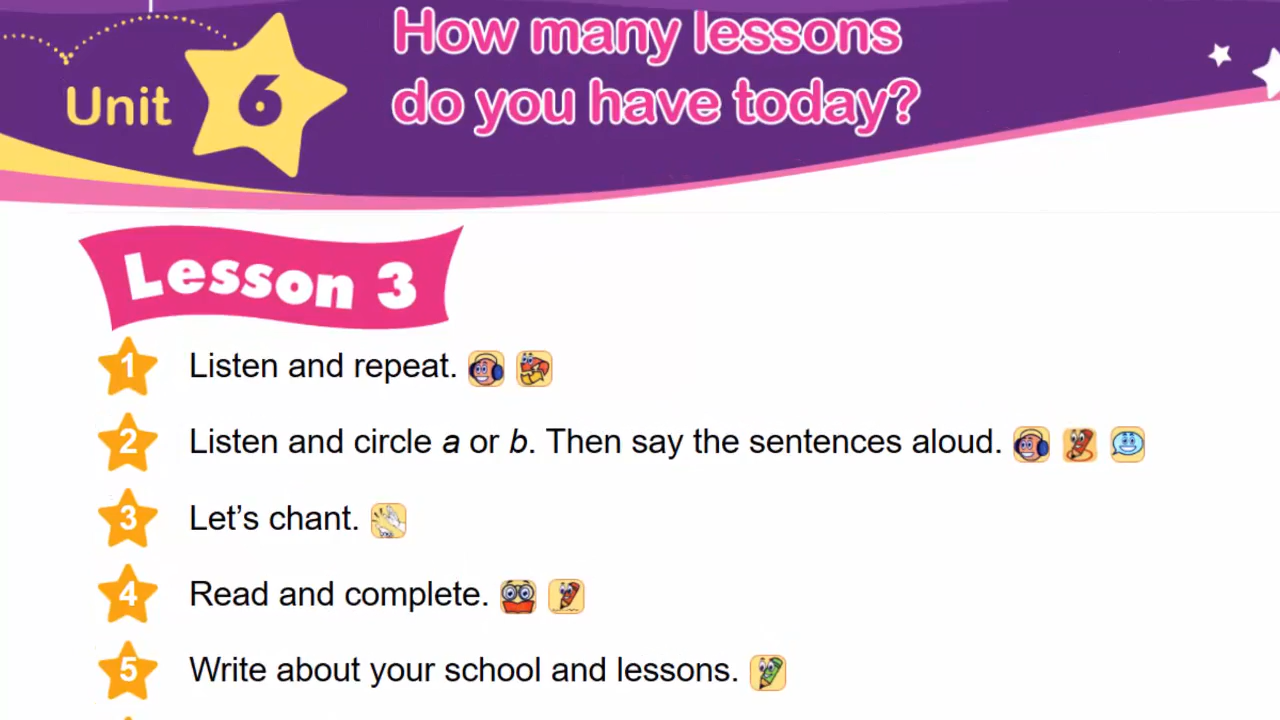 How many lessons
do you have today?
Unit 6
Lesson 3
1 Listen and repeat.
2 Listen and circle a or b. Then say the sentences aloud.
3 Let’s chant.
4 Read and complete.
5 Write about your school and lessons.